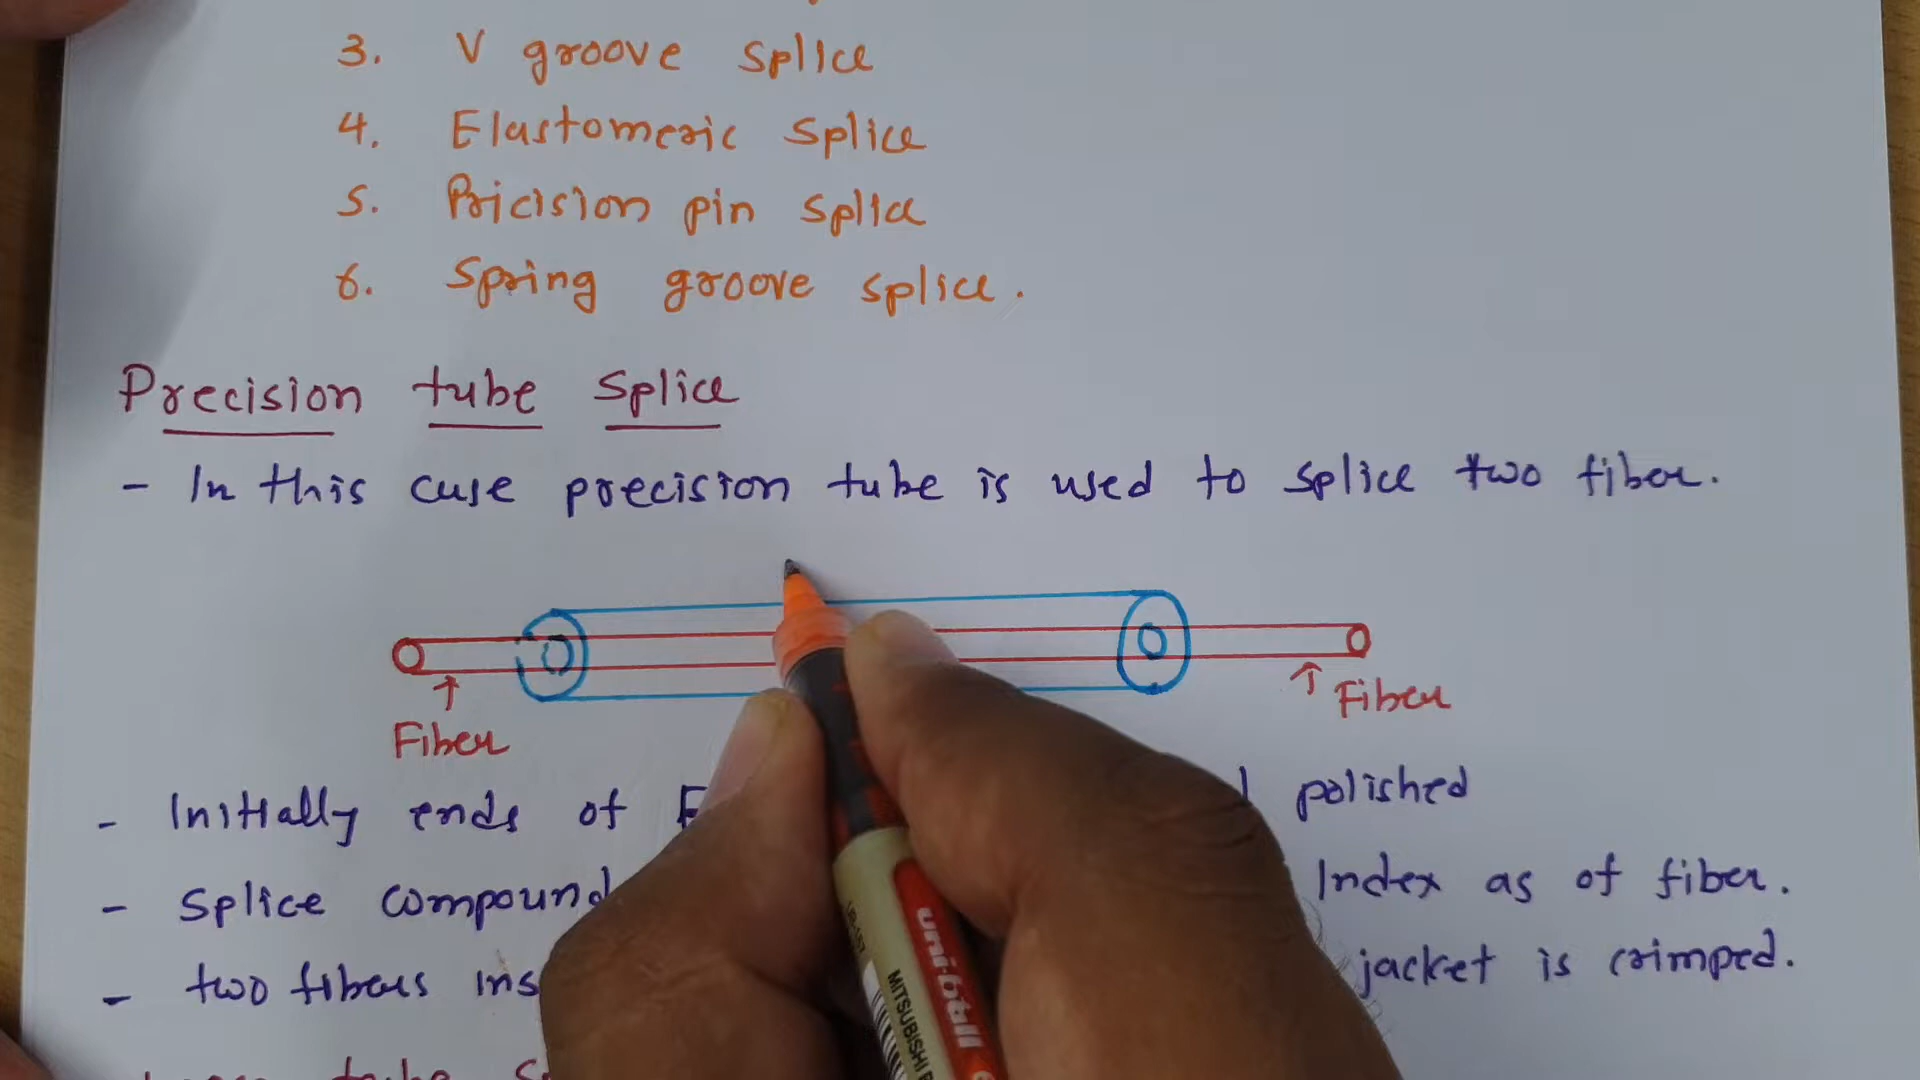 3. V groove splice
4. Elastomeric splice
5. Pricision pin splice
6. Spring groove splice.
Precision tube splice
- In this case precision tube is used to splice two fiber.
Fiber
Fiber
- Initially ends of polished
- Splice compound Index as of fiber.
- two fibers jacket is crimped.
tube
uni-ball
MITSUBISHI